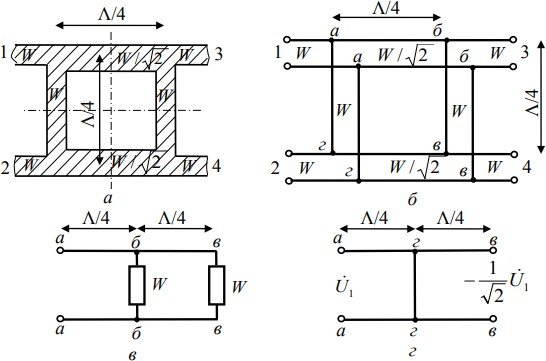 Λ/4
1 W W/√2 W 3
W Λ/4 W
2 W W/√2 W 4
а
Λ/4
а б
1 W а W/√2 б W 3
W W Λ/4
г в
2 W г W/√2 в W 4
б
Λ/4 Λ/4
а б в
W W
а б в
в
Λ/4 Λ/4
а г в
U̇₁ −1/√2 U̇₁
а г в
г